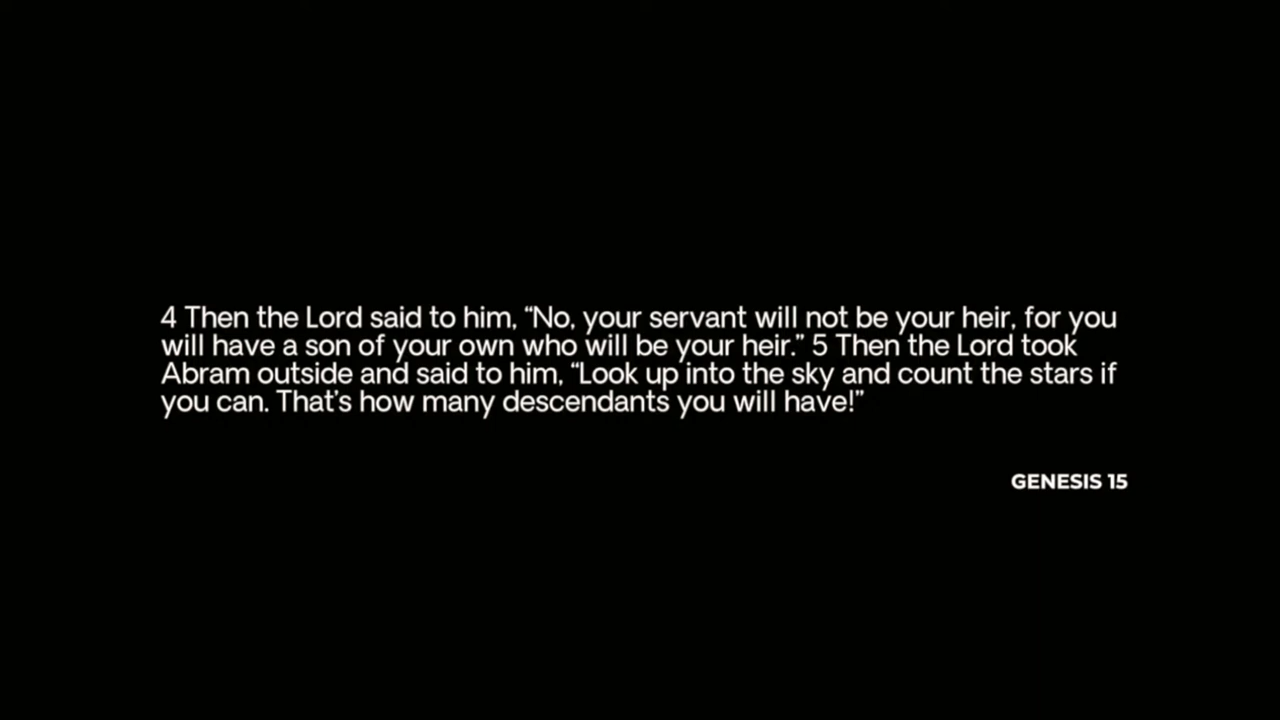 4 Then the Lord said to him, “No, your servant will not be your heir, for you
will have a son of your own who will be your heir.” 5 Then the Lord took
Abram outside and said to him, “Look up into the sky and count the stars if
you can. That’s how many descendants you will have!”
GENESIS 15